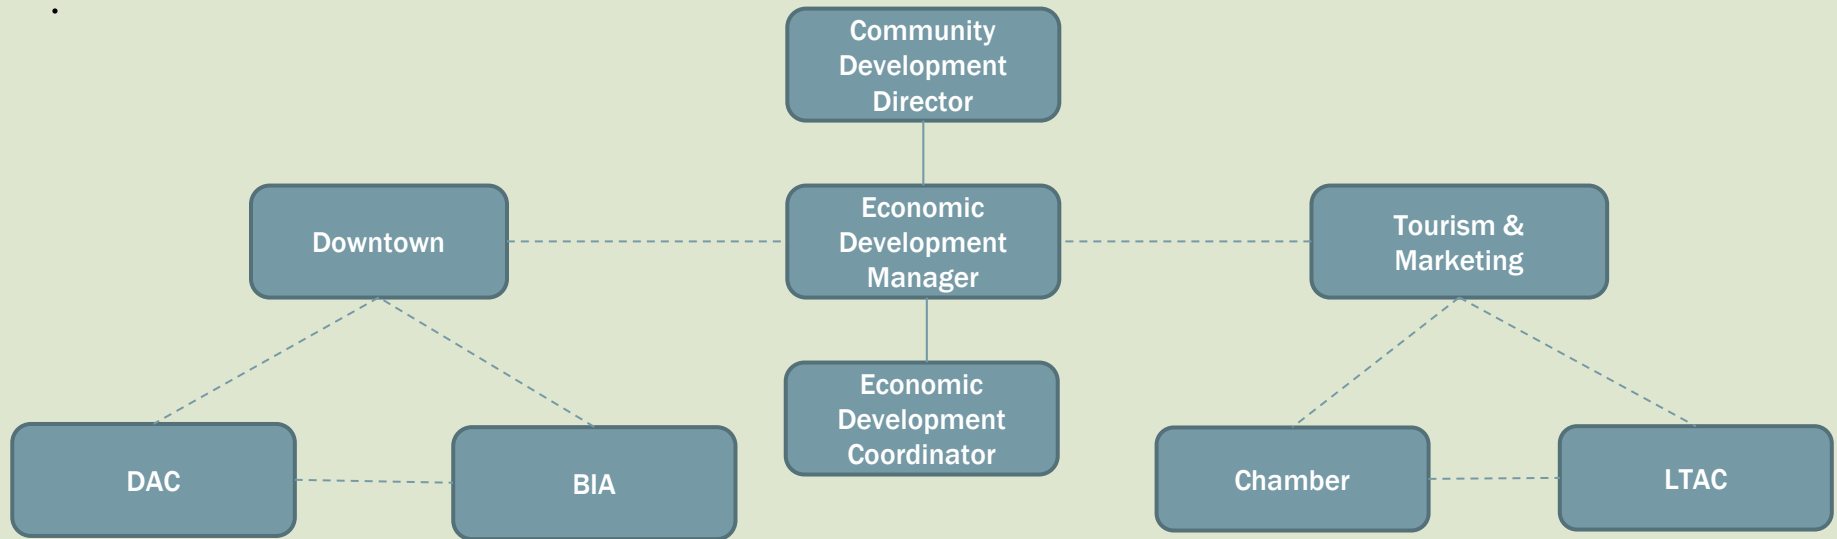 Community
Development
Director
Downtown
Economic
Development
Manager
Tourism &
Marketing
Economic
Development
Coordinator
DAC
BIA
Chamber
LTAC